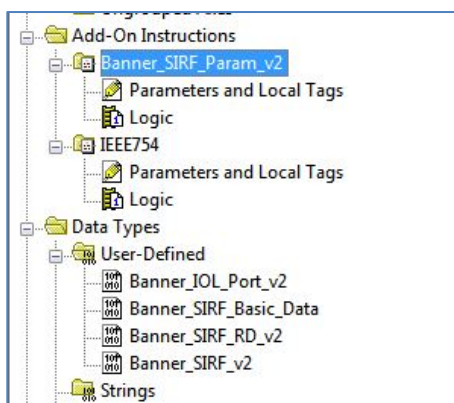 Add-On Instructions
Banner_SIRF_Param_v2
Parameters and Local Tags
Logic
IEEE754
Parameters and Local Tags
Logic
Data Types
User-Defined
Banner_IOL_Port_v2
Banner_SIRF_Basic_Data
Banner_SIRF_RD_v2
Banner_SIRF_v2
Strings